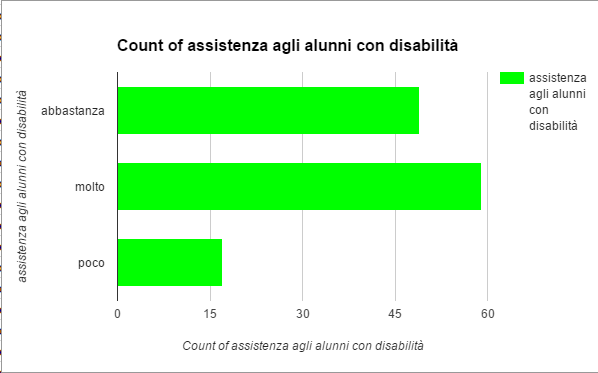 Count of assistenza agli alunni con disabilità
assistenza
agli alunni
con
disabilità
assistenza agli alunni con disabilità
abbastanza
molto
poco
0 15 30 45 60
Count of assistenza agli alunni con disabilità